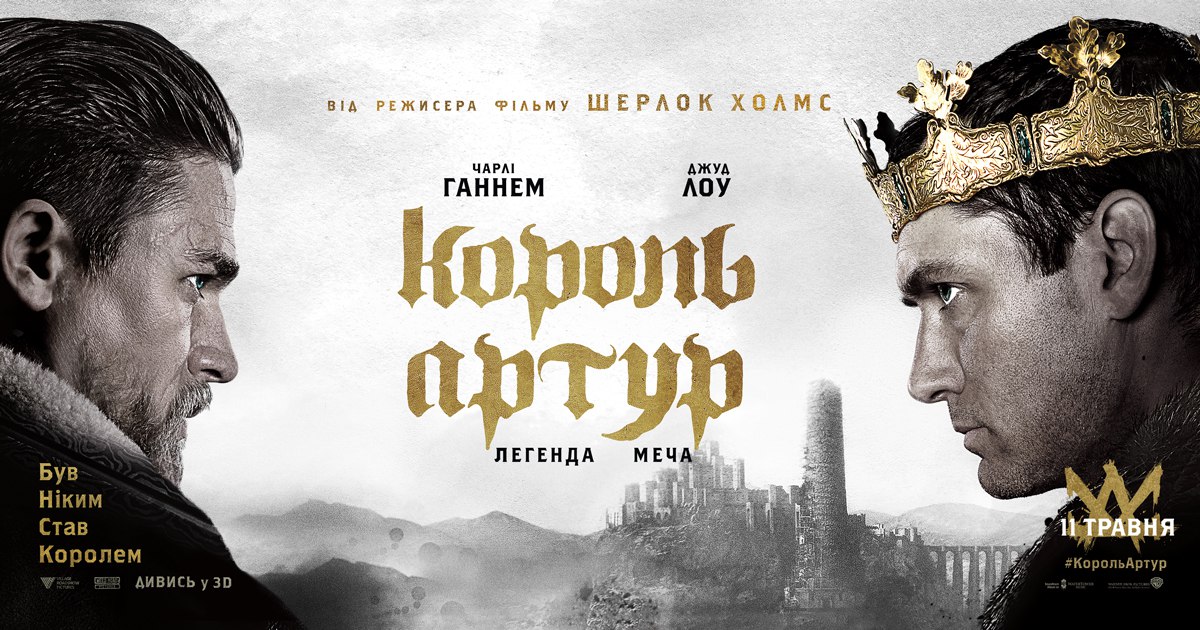 ВІД РЕЖИСЕРА ФІЛЬМУ ШЕРЛОК ХОЛМС
ЧАРЛІ
ГАННЕМ
ДЖУД
ЛОУ
король
артур
ЛЕГЕНДА МЕЧА
Був
Ніким
Став
Королем
ДИВИСЬ у 3D
11 ТРАВНЯ
#КорольАртур